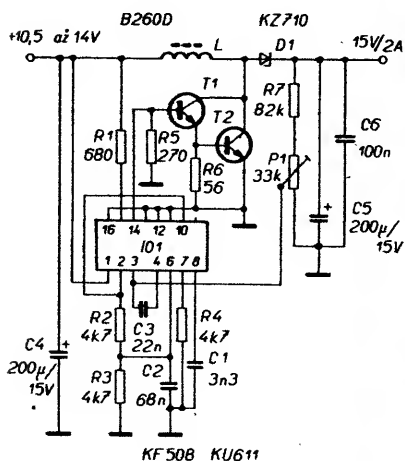 B260D KZ710
+10,5 až 14V L D1 15V/2A
T1
T2
R7
82k
R1
680
R5
270
R6
56
P1
33k
C6
100n
16 14 12 10
IO1
1 2 3 4 6 7 8
C5
200µ/
15V
R2
4k7
C3
22n
R4
4k7
C4
200µ/
15V
C1
3n3
R3
4k7
C2
68n
KF508 KU611